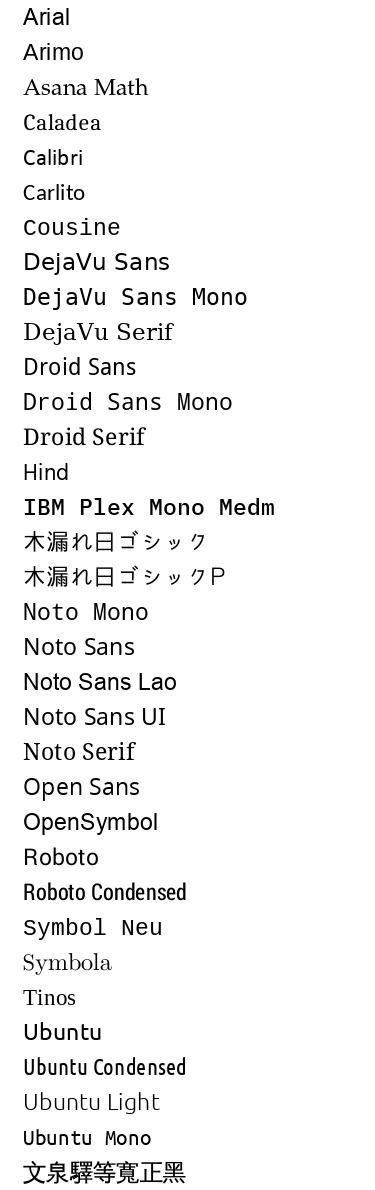 Arial
Arimo
Asana Math
Caladea
Calibri
Carlito
Cousine
DejaVu Sans
DejaVu Sans Mono
DejaVu Serif
Droid Sans
Droid Sans Mono
Droid Serif
Hind
IBM Plex Mono Medm
木漏れ日ゴシック
木漏れ日ゴシックP
Noto Mono
Noto Sans
Noto Sans Lao
Noto Sans UI
Noto Serif
Open Sans
OpenSymbol
Roboto
Roboto Condensed
Symbol Neu
Symbola
Tinos
Ubuntu
Ubuntu Condensed
Ubuntu Light
Ubuntu Mono
文泉驛等寬正黑